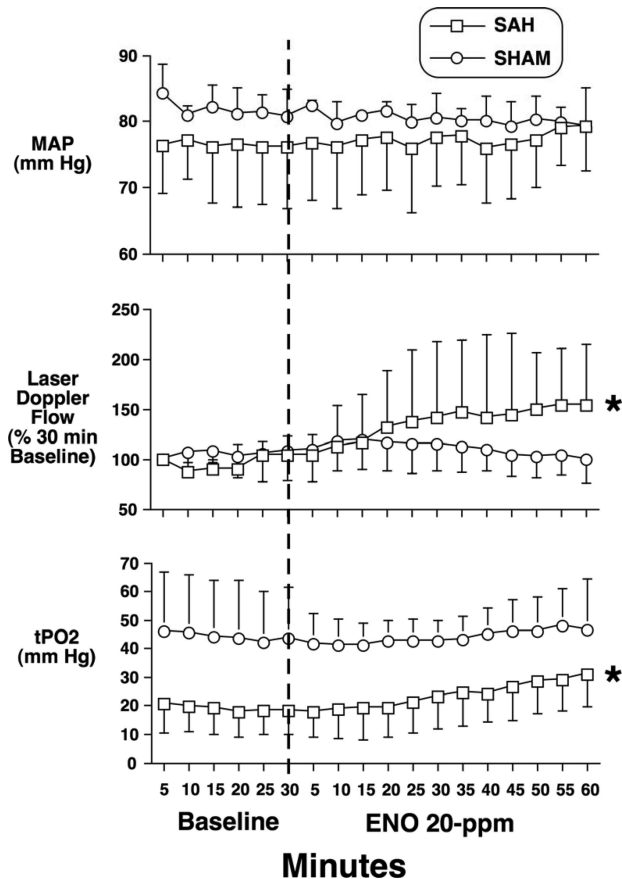 SAH
SHAM
90
80
70
60
MAP
(mm Hg)
250
200
150
100
50
Laser
Doppler
Flow
(% 30 min
Baseline)
*
70
60
50
40
30
20
10
0
tPO2
(mm Hg)
*
5 10 15 20 25 30 5 10 15 20 25 30 35 40 45 50 55 60
Baseline ENO 20-ppm
Minutes